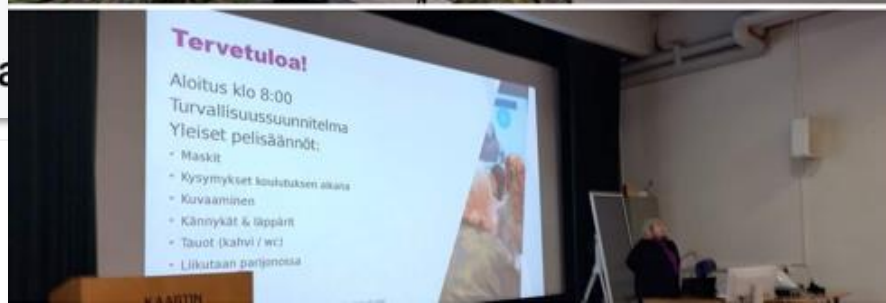 Tervetuloa!
Aloitus klo 8:00
Turvallisuussuunnitelma
Yleiset pelisäännöt:
• Maskit
• Kysymykset koulutuksen aikana
• Kuvaaminen
• Kännykät & läppärit
• Tauot (kahvi / wc)
• Liikutaan parijonossa
KAARTIN